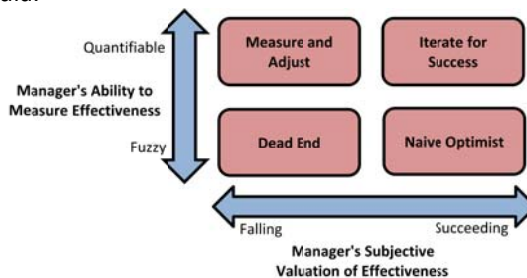 Quantifiable
Manager's Ability to
Measure Effectiveness
Fuzzy
Measure and
Adjust
Iterate for
Success
Dead End
Naive Optimist
Falling
Succeeding
Manager's Subjective
Valuation of Effectiveness